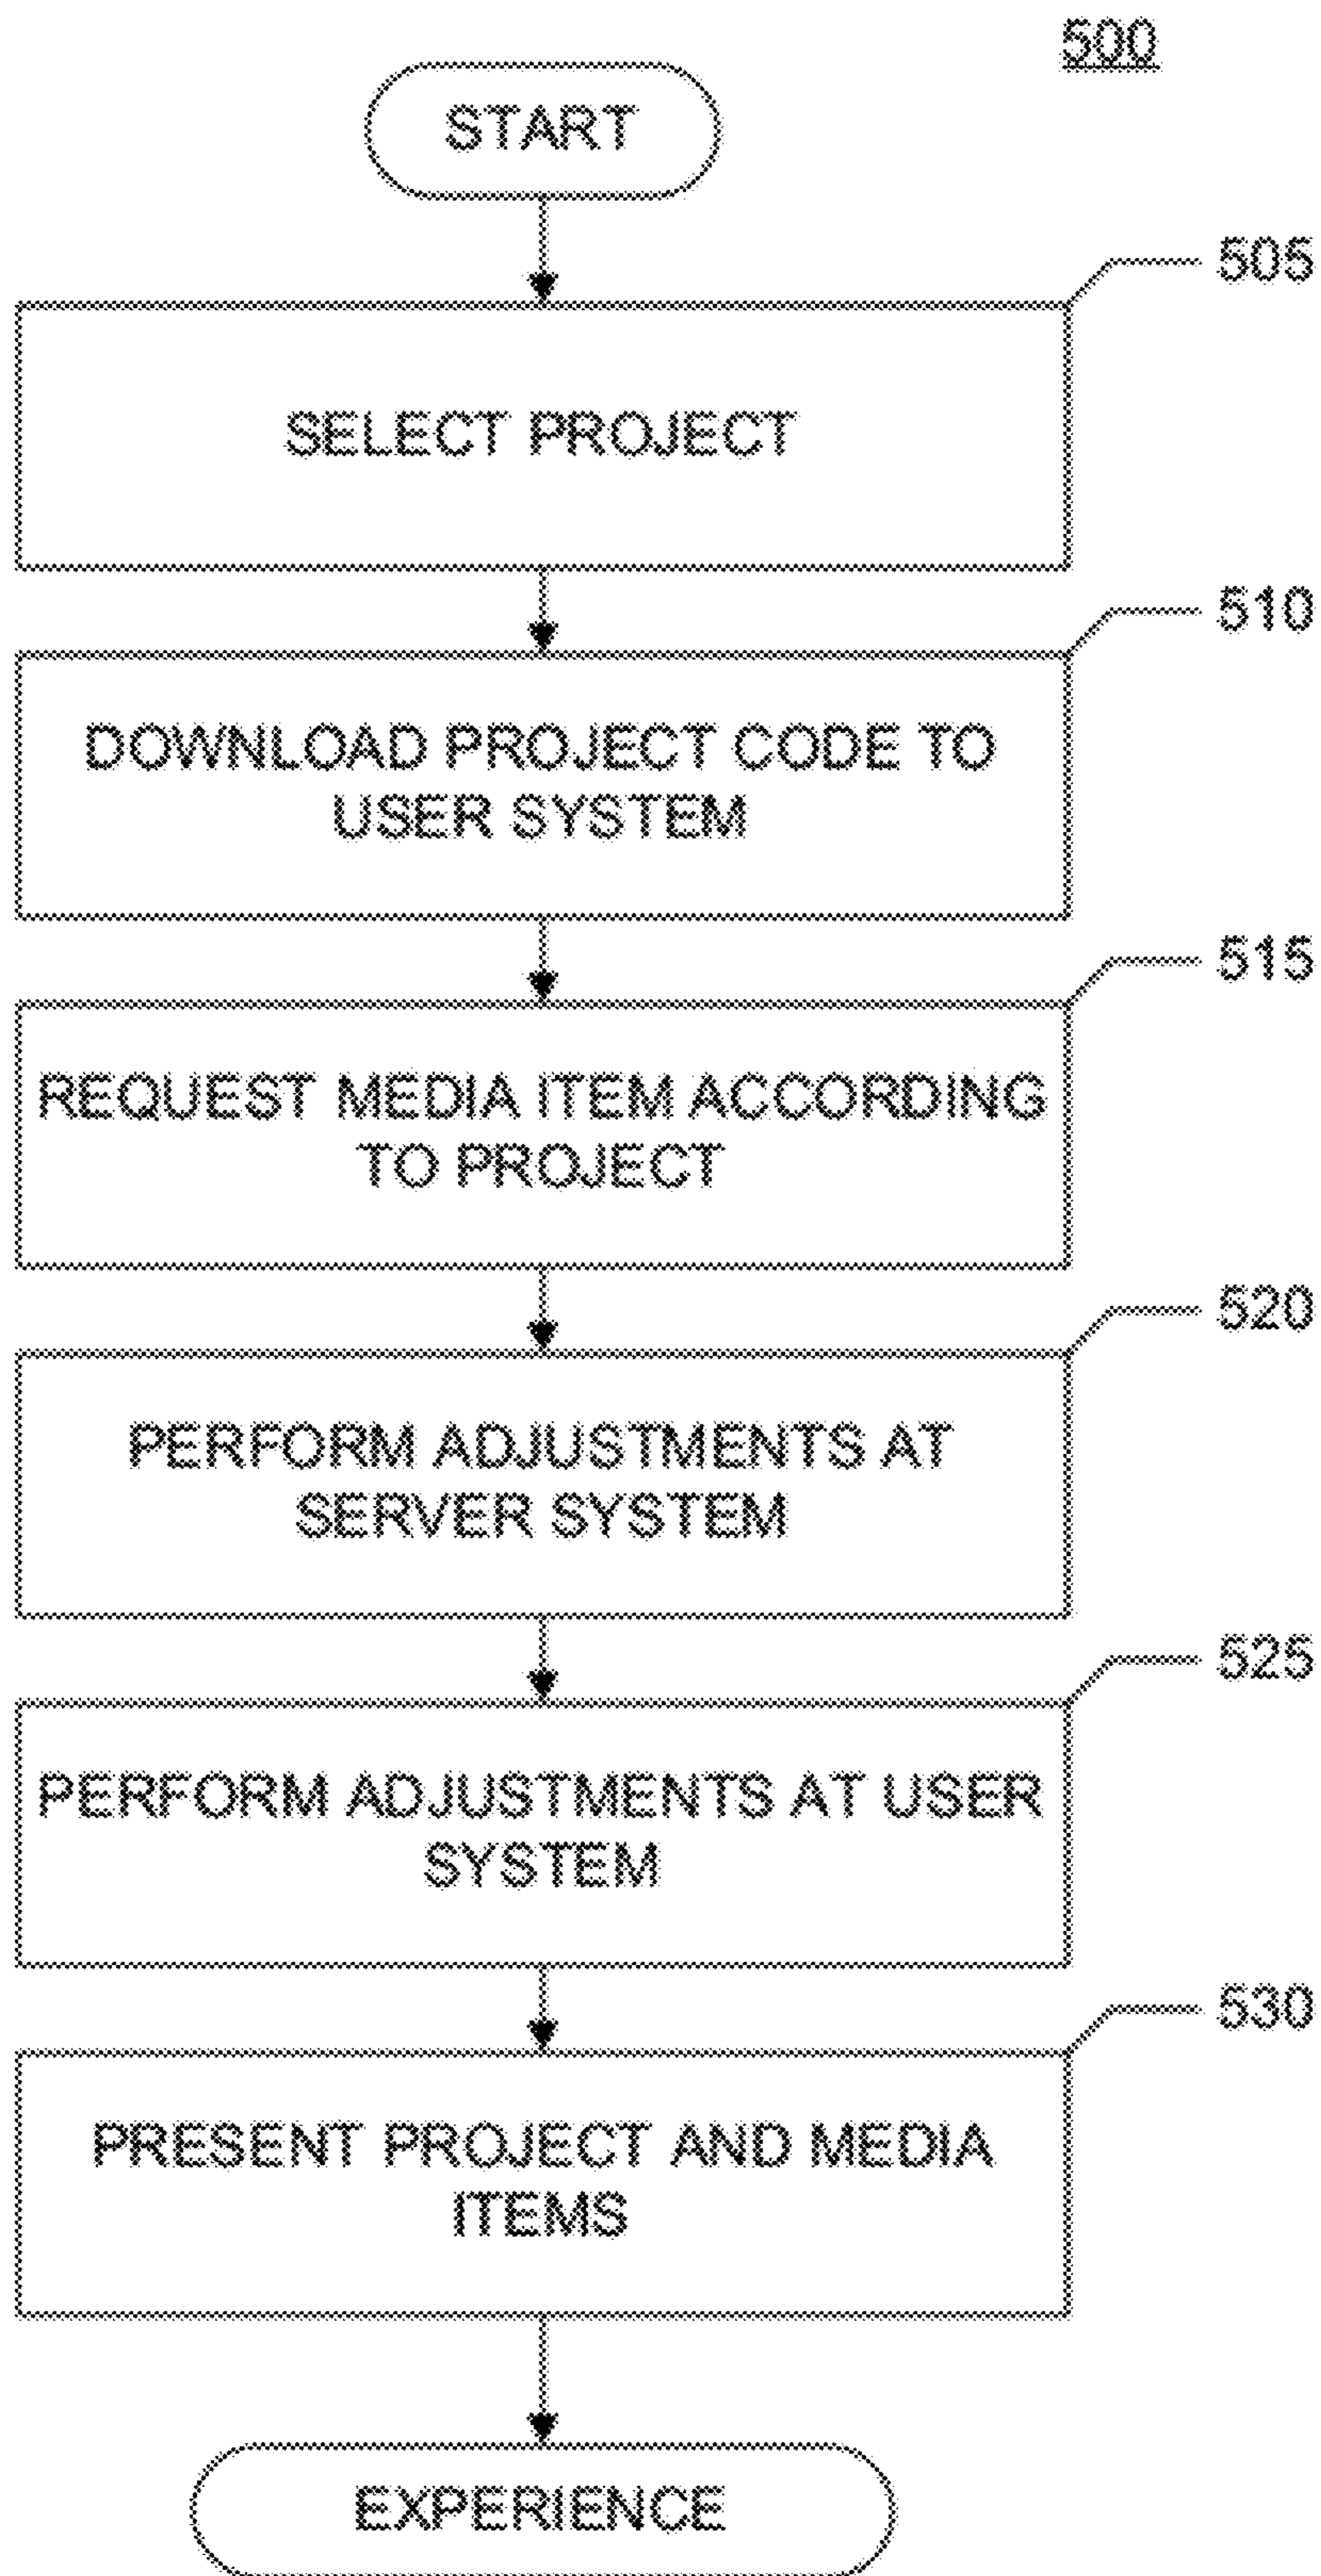 500
START
505
SELECT PROJECT
510
DOWNLOAD PROJECT CODE TO
USER SYSTEM
515
REQUEST MEDIA ITEM ACCORDING
TO PROJECT
520
PERFORM ADJUSTMENTS AT
SERVER SYSTEM
525
PERFORM ADJUSTMENTS AT USER
SYSTEM
530
PRESENT PROJECT AND MEDIA
ITEMS
EXPERIENCE